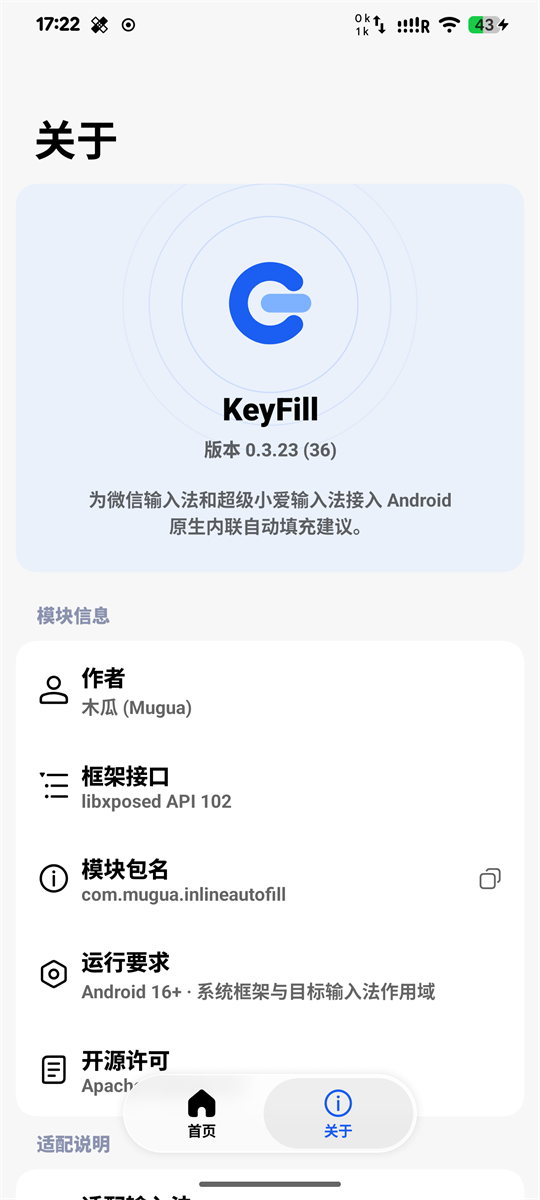 17:22
0 k
1 k
R
43
关于
KeyFill
版本 0.3.23 (36)
为微信输入法和超级小爱输入法接入 Android
原生内联自动填充建议。
模块信息
作者
木瓜 (Mugua)
框架接口
libxposed API 102
模块包名
com.mugua.inlineautofill
运行要求
Android 16+ · 系统框架与目标输入法作用域
开源许可
Apache
首页
关于
适配说明